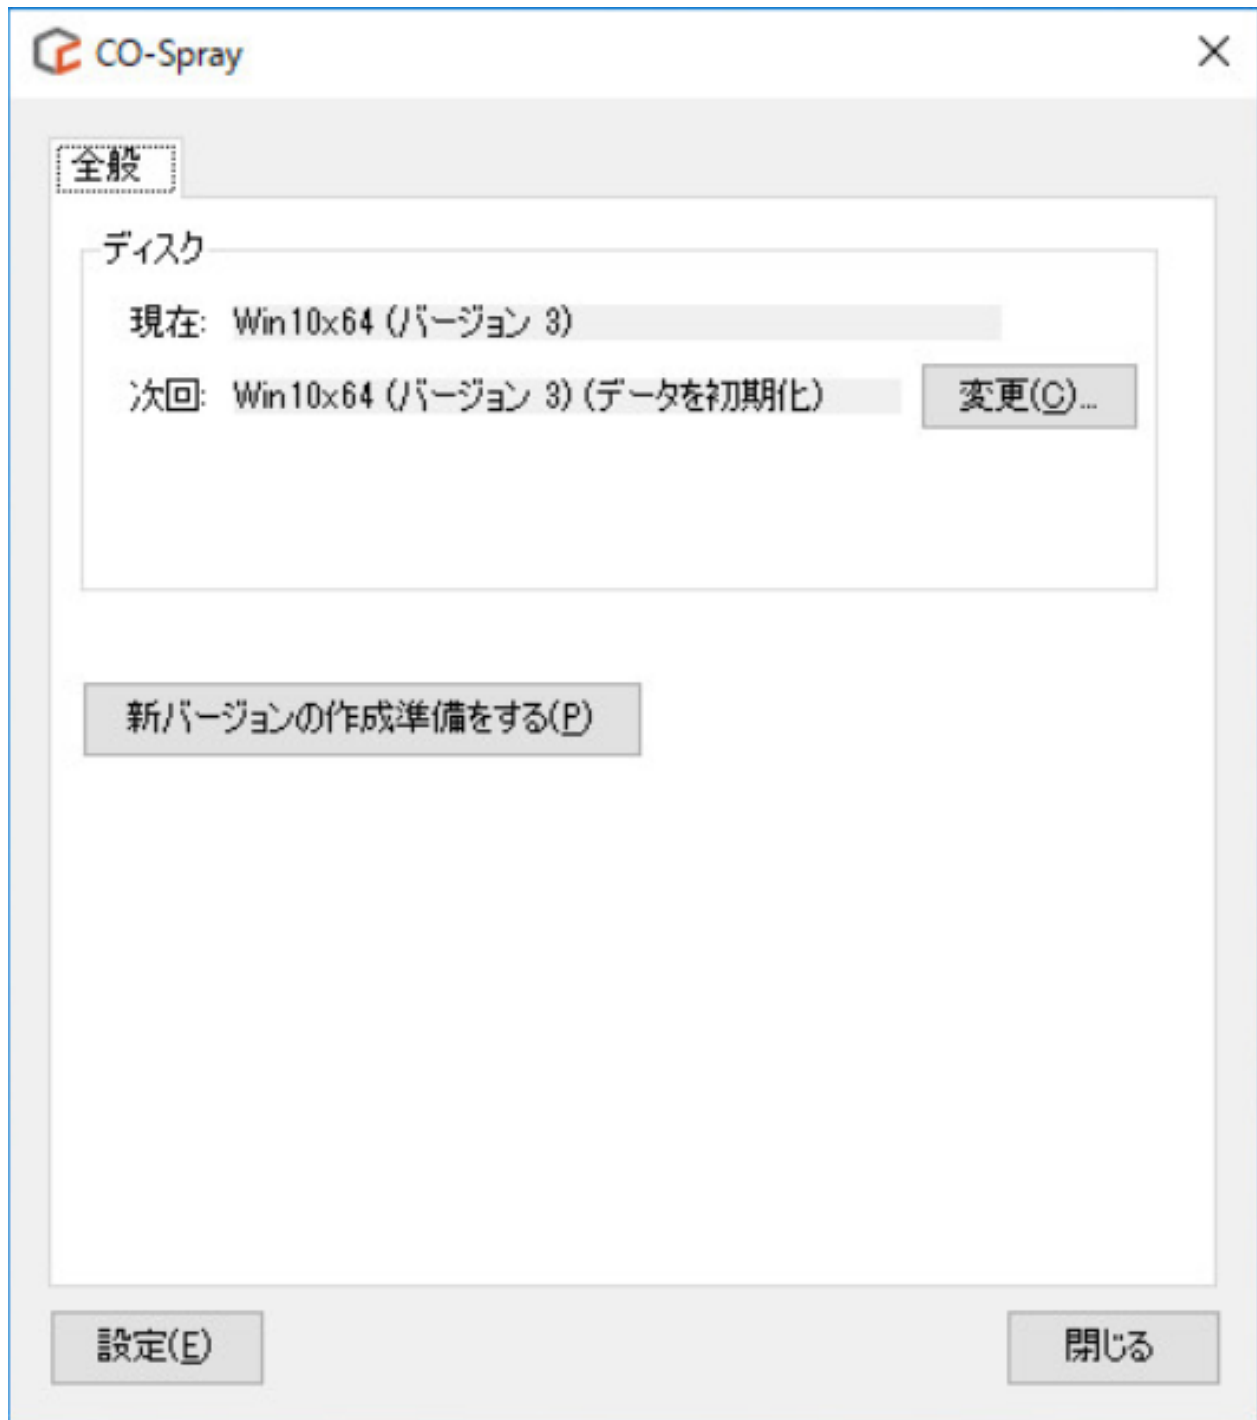 CO-Spray
全般
ディスク
現在: Win10x64 (バージョン 3)
次回: Win10x64 (バージョン 3) (データを初期化) 変更(C)...
新バージョンの作成準備をする(P)
設定(E) 閉じる